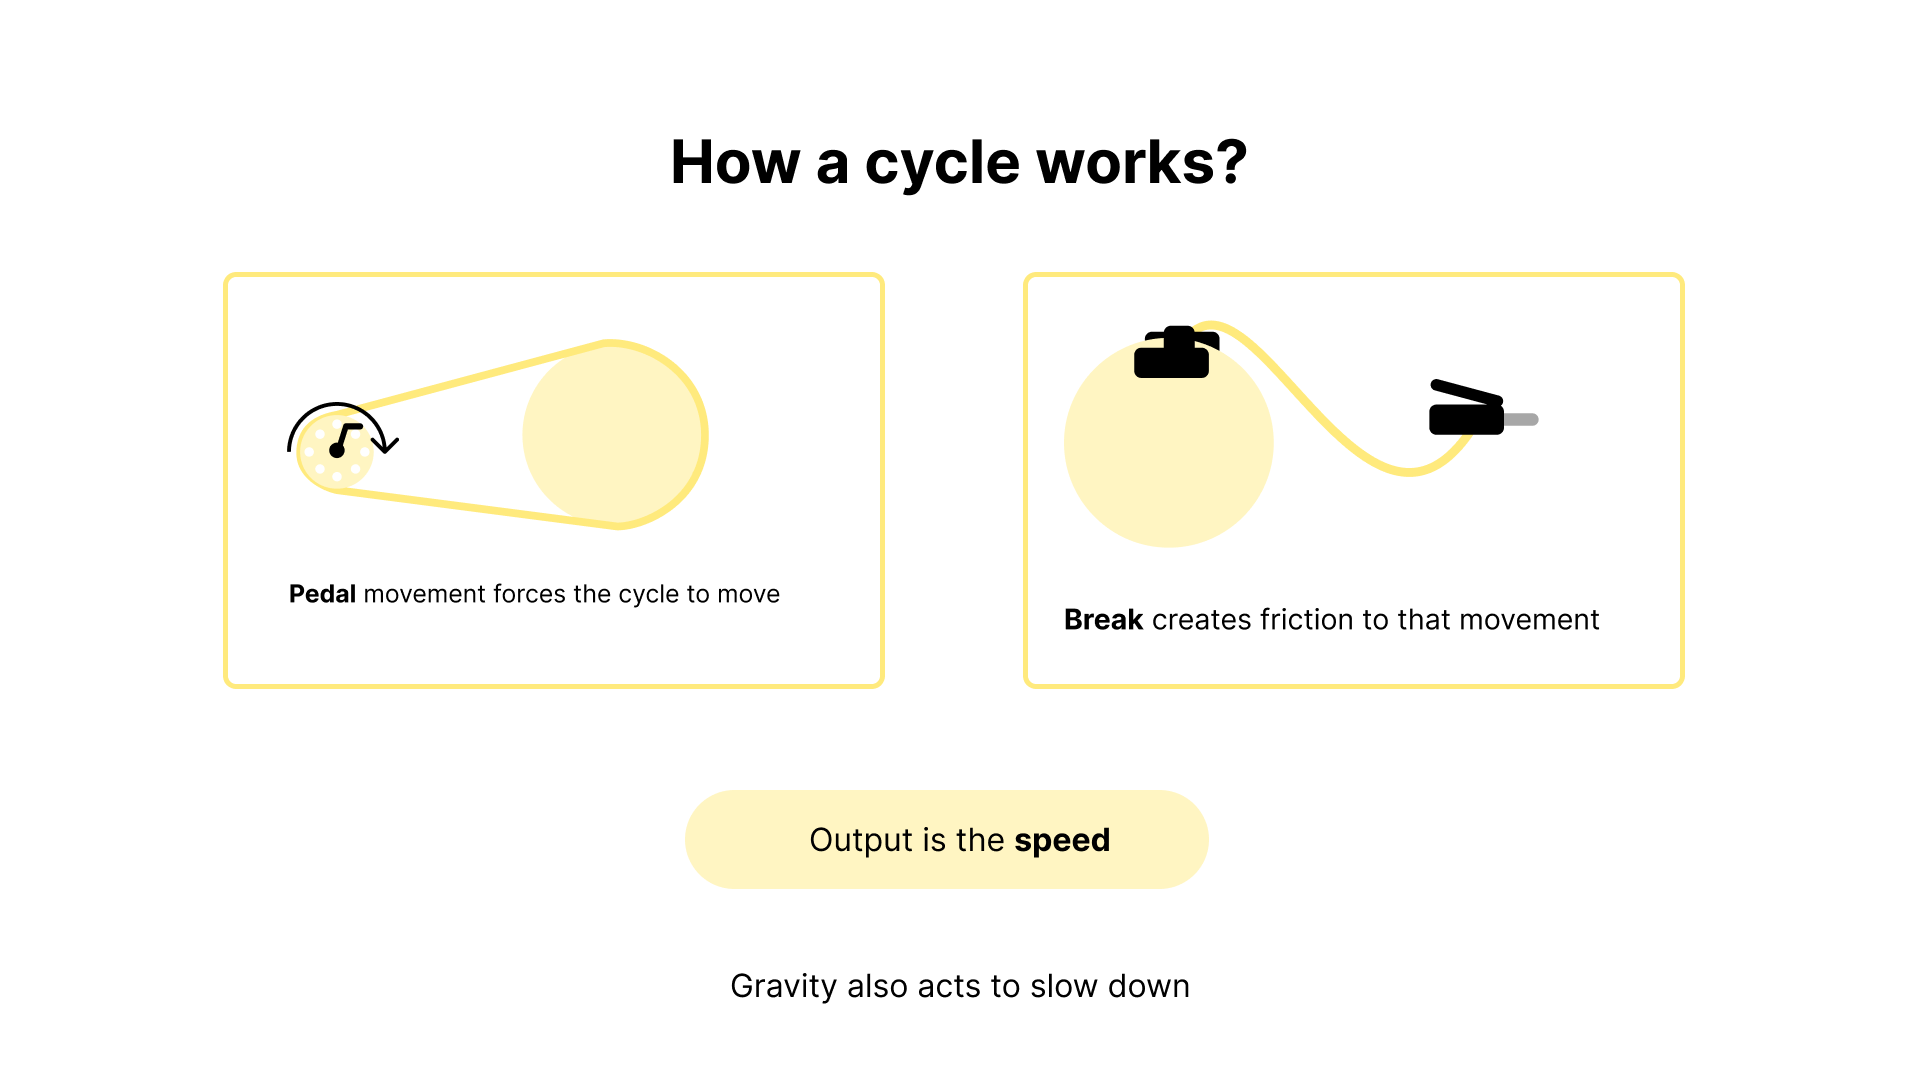 How a cycle works?
Pedal movement forces the cycle to move
Break creates friction to that movement
Output is the speed
Gravity also acts to slow down